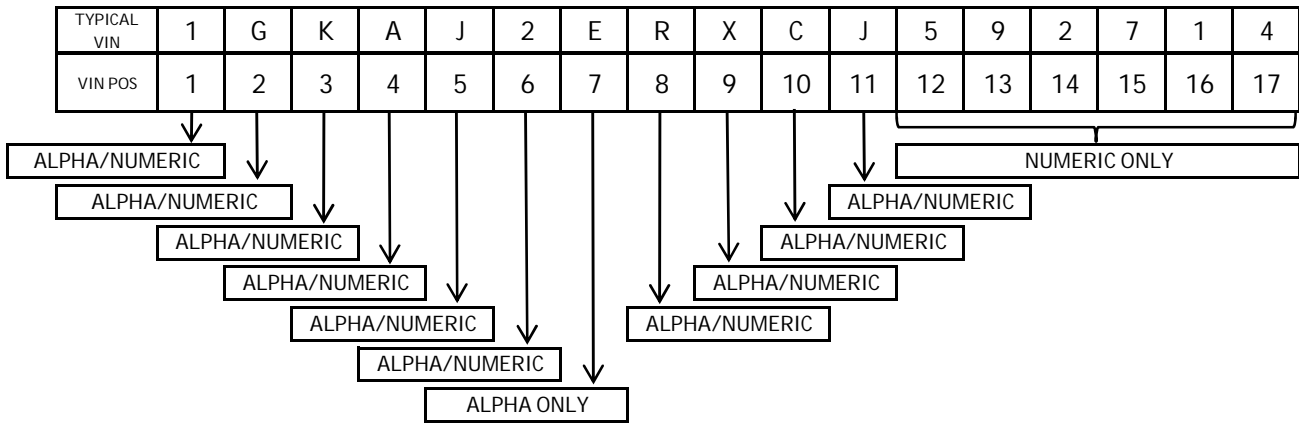 TYPICAL VIN 1 G K A J 2 E R X C J 5 9 2 7 1 4
VIN POS 1 2 3 4 5 6 7 8 9 10 11 12 13 14 15 16 17
ALPHA/NUMERIC NUMERIC ONLY
ALPHA/NUMERIC ALPHA/NUMERIC
ALPHA/NUMERIC ALPHA/NUMERIC
ALPHA/NUMERIC ALPHA/NUMERIC
ALPHA/NUMERIC ALPHA/NUMERIC
ALPHA/NUMERIC
ALPHA ONLY